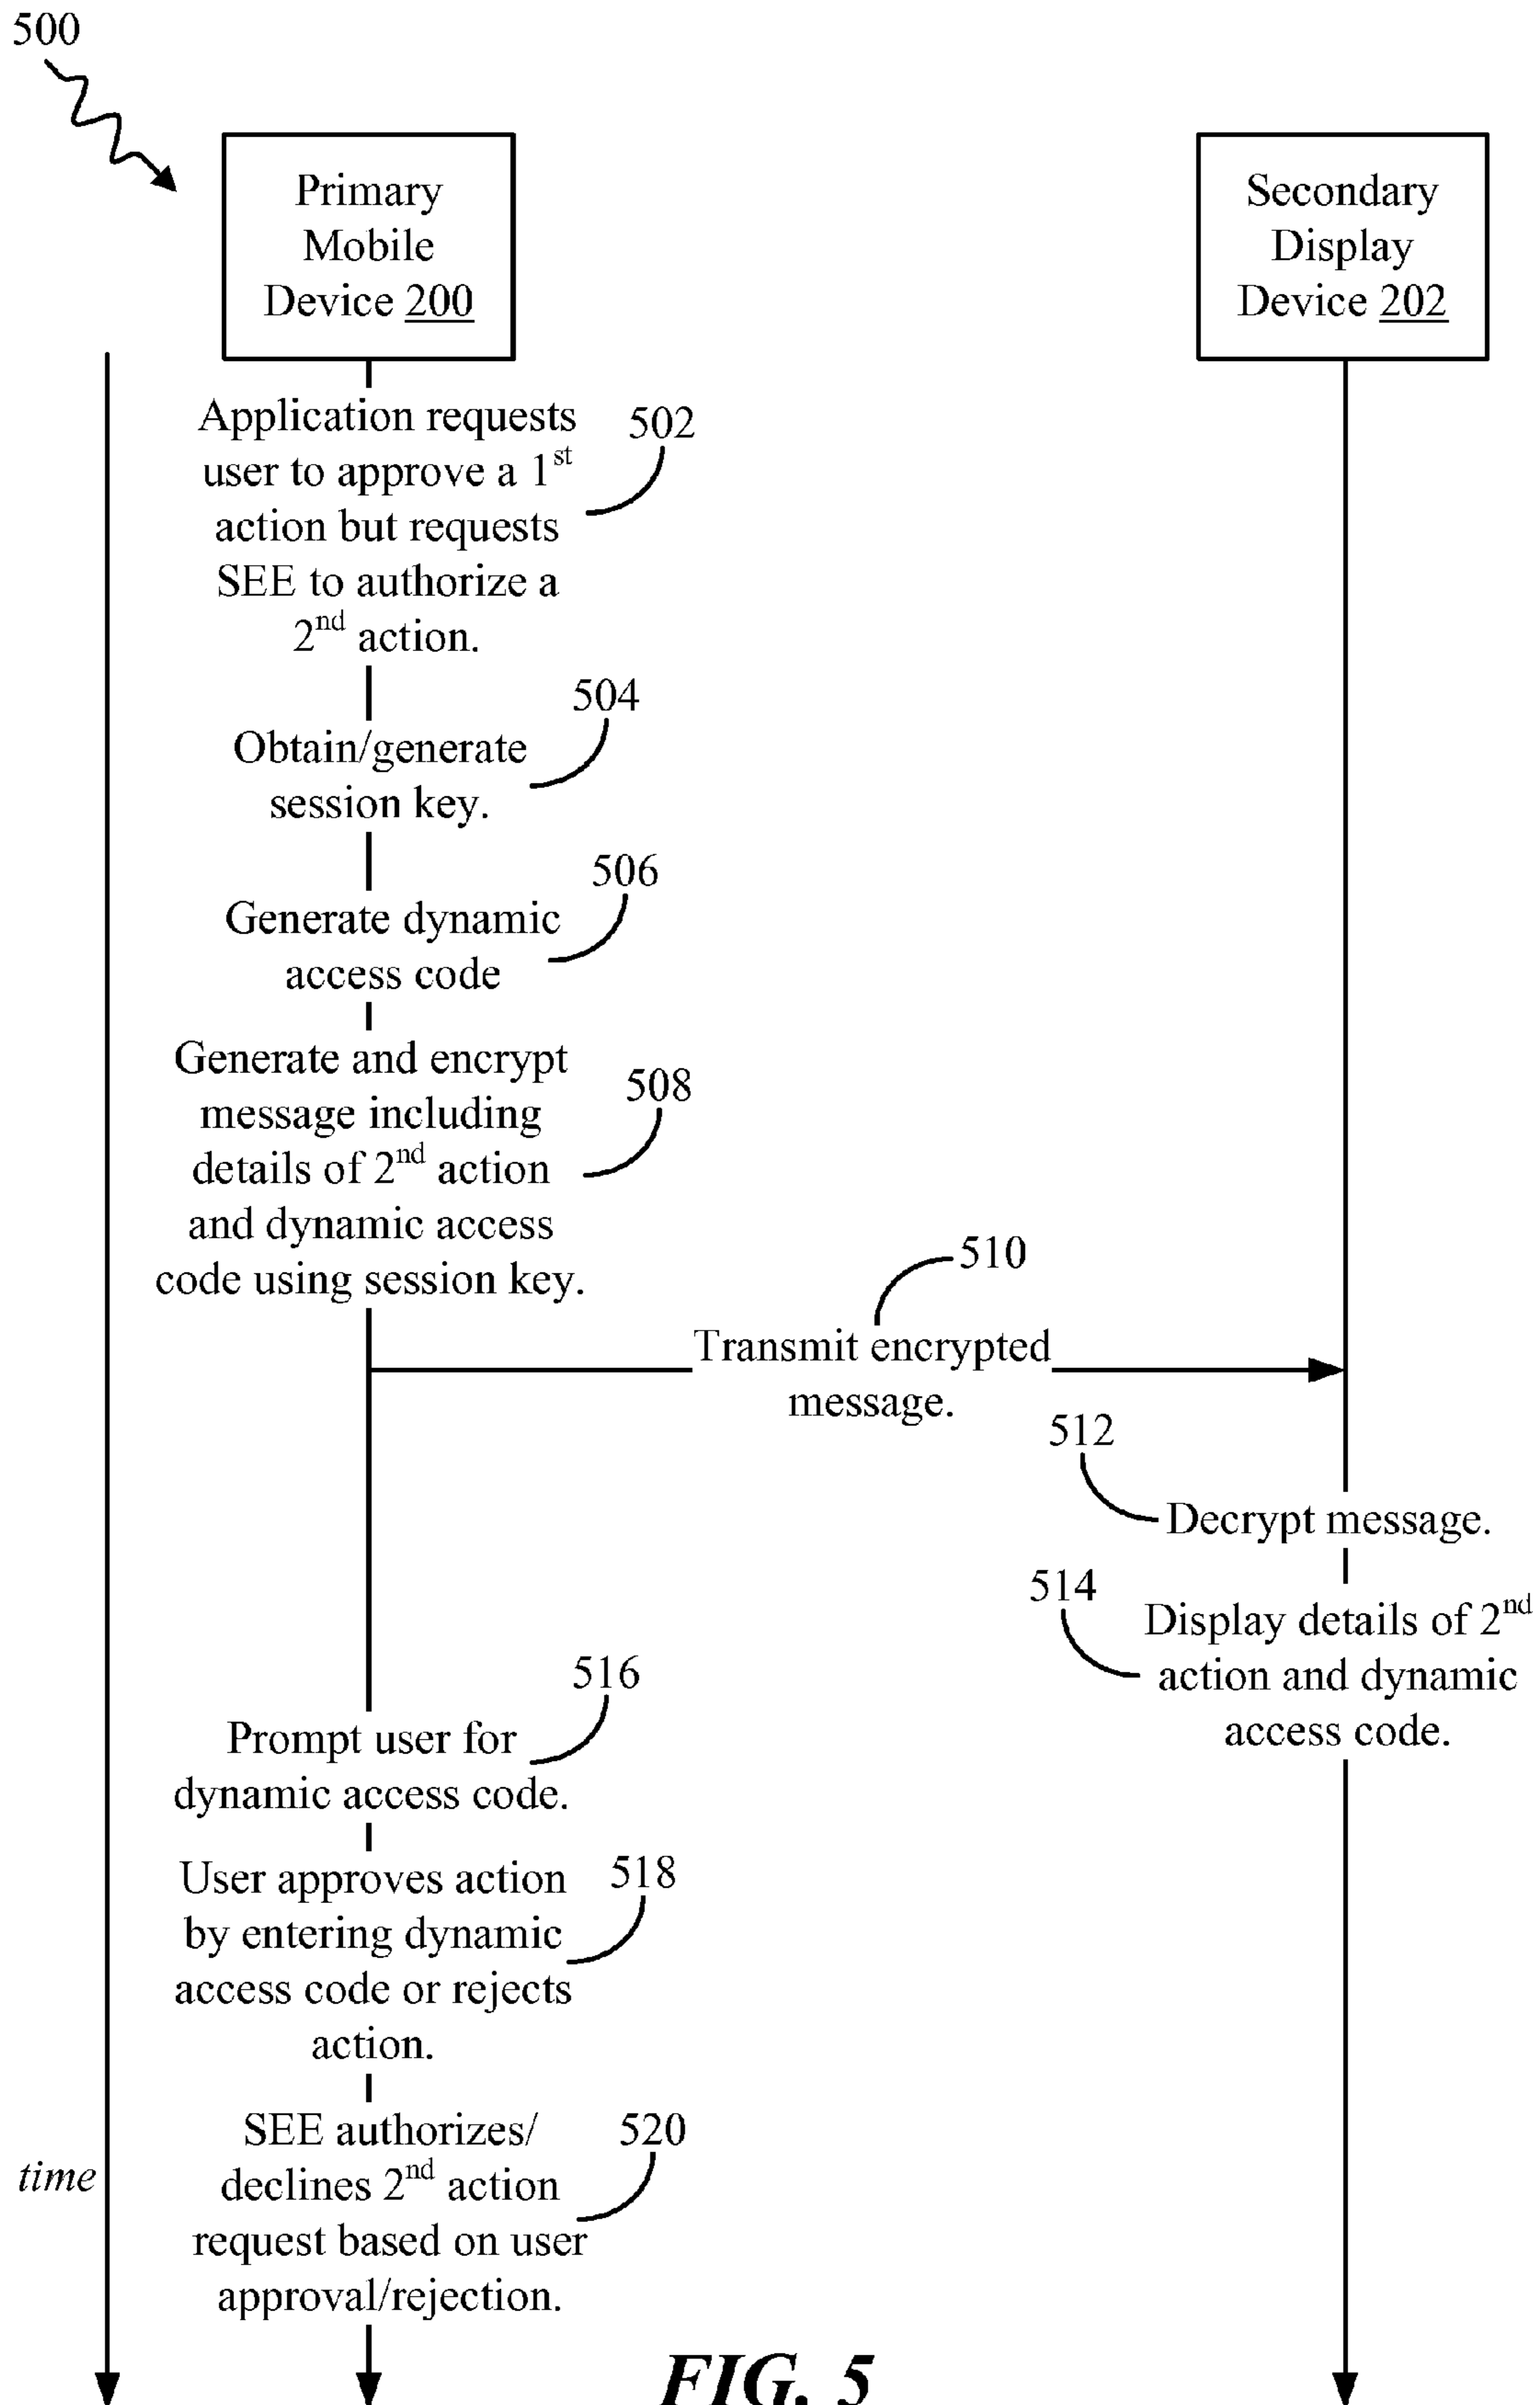 500
Primary
Mobile
Device 200
Secondary
Display
Device 202
Application requests
user to approve a 1st
action but requests
SEE to authorize a
2nd action.
502
Obtain/generate
session key.
504
Generate dynamic
access code
506
Generate and encrypt
message including
details of 2nd action
and dynamic access
code using session key.
508
510
Transmit encrypted
message.
512
Decrypt message.
514
Display details of 2nd
action and dynamic
access code.
516
Prompt user for
dynamic access code.
User approves action
by entering dynamic
access code or rejects
action.
518
SEE authorizes/
declines 2nd action
request based on user
approval/rejection.
520
time
FIG. 5